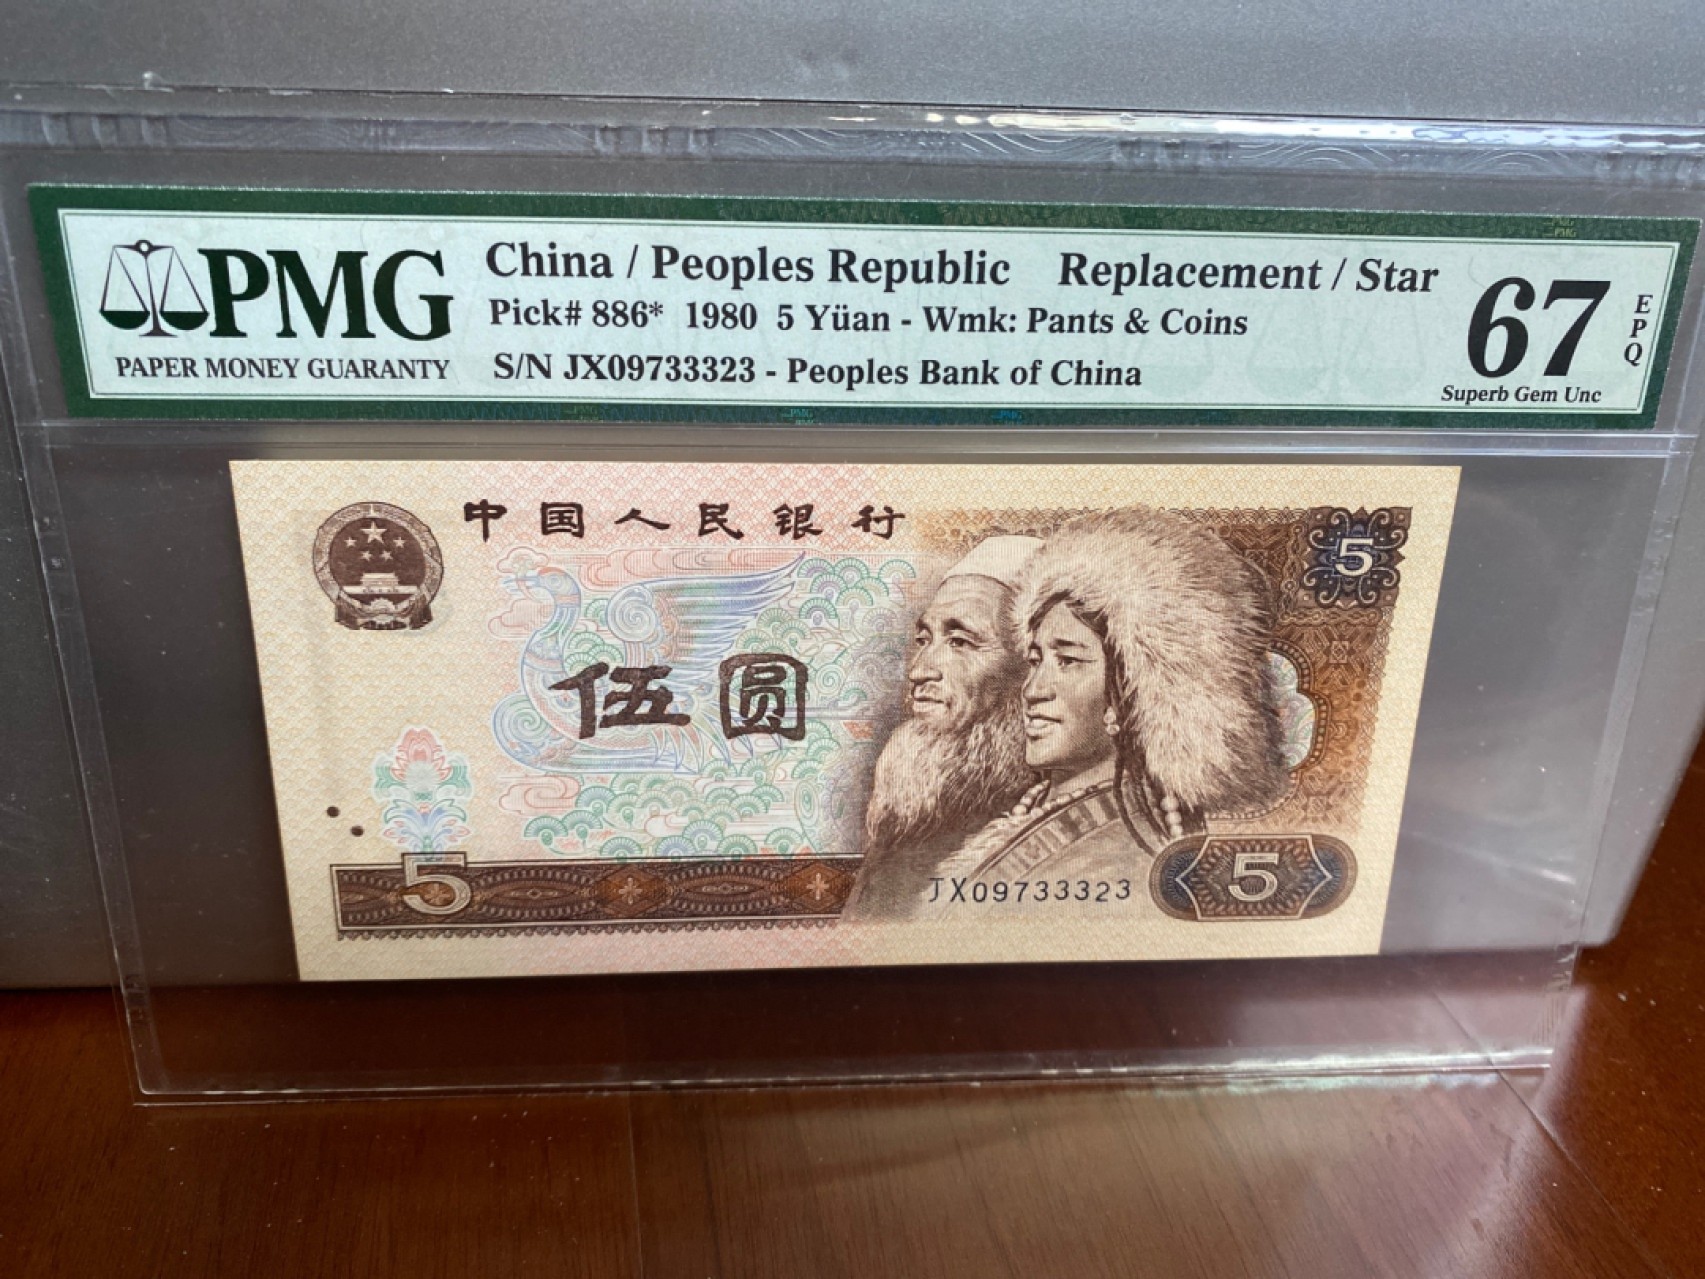 PMG
PAPER MONEY GUARANTY
China / Peoples Republic Replacement / Star
Pick# 886* 1980 5 Yüan - Wmk: Pants & Coins
S/N JX09733323 - Peoples Bank of China
67
EPQ
Superb Gem Unc
中国人民银行
5
伍圆
5
JX09733323
5